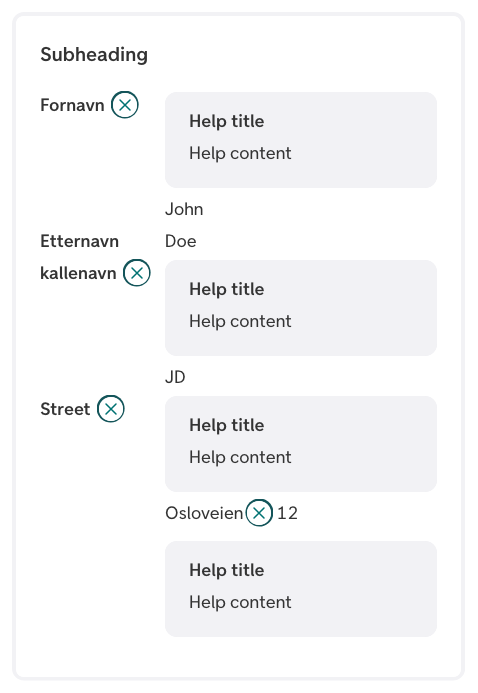 Subheading
Fornavn
Help title
Help content
John
Etternavn Doe
kallenavn
Help title
Help content
JD
Street
Help title
Help content
Osloveien 12
Help title
Help content